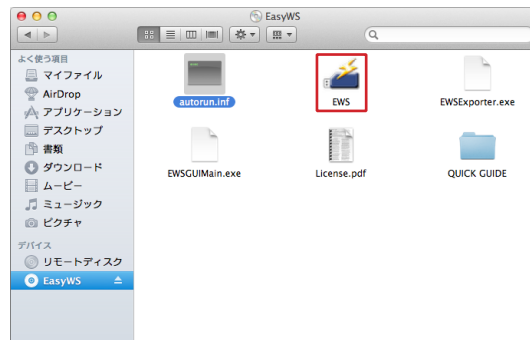 EasyWS
よく使う項目
マイファイル
AirDrop
アプリケーション
デスクトップ
書類
ダウンロード
ムービー
ミュージック
ピクチャ
デバイス
リモートディスク
EasyWS
autorun.inf
EWS
EWSExporter.exe
EWSGUIMain.exe
License.pdf
QUICK GUIDE